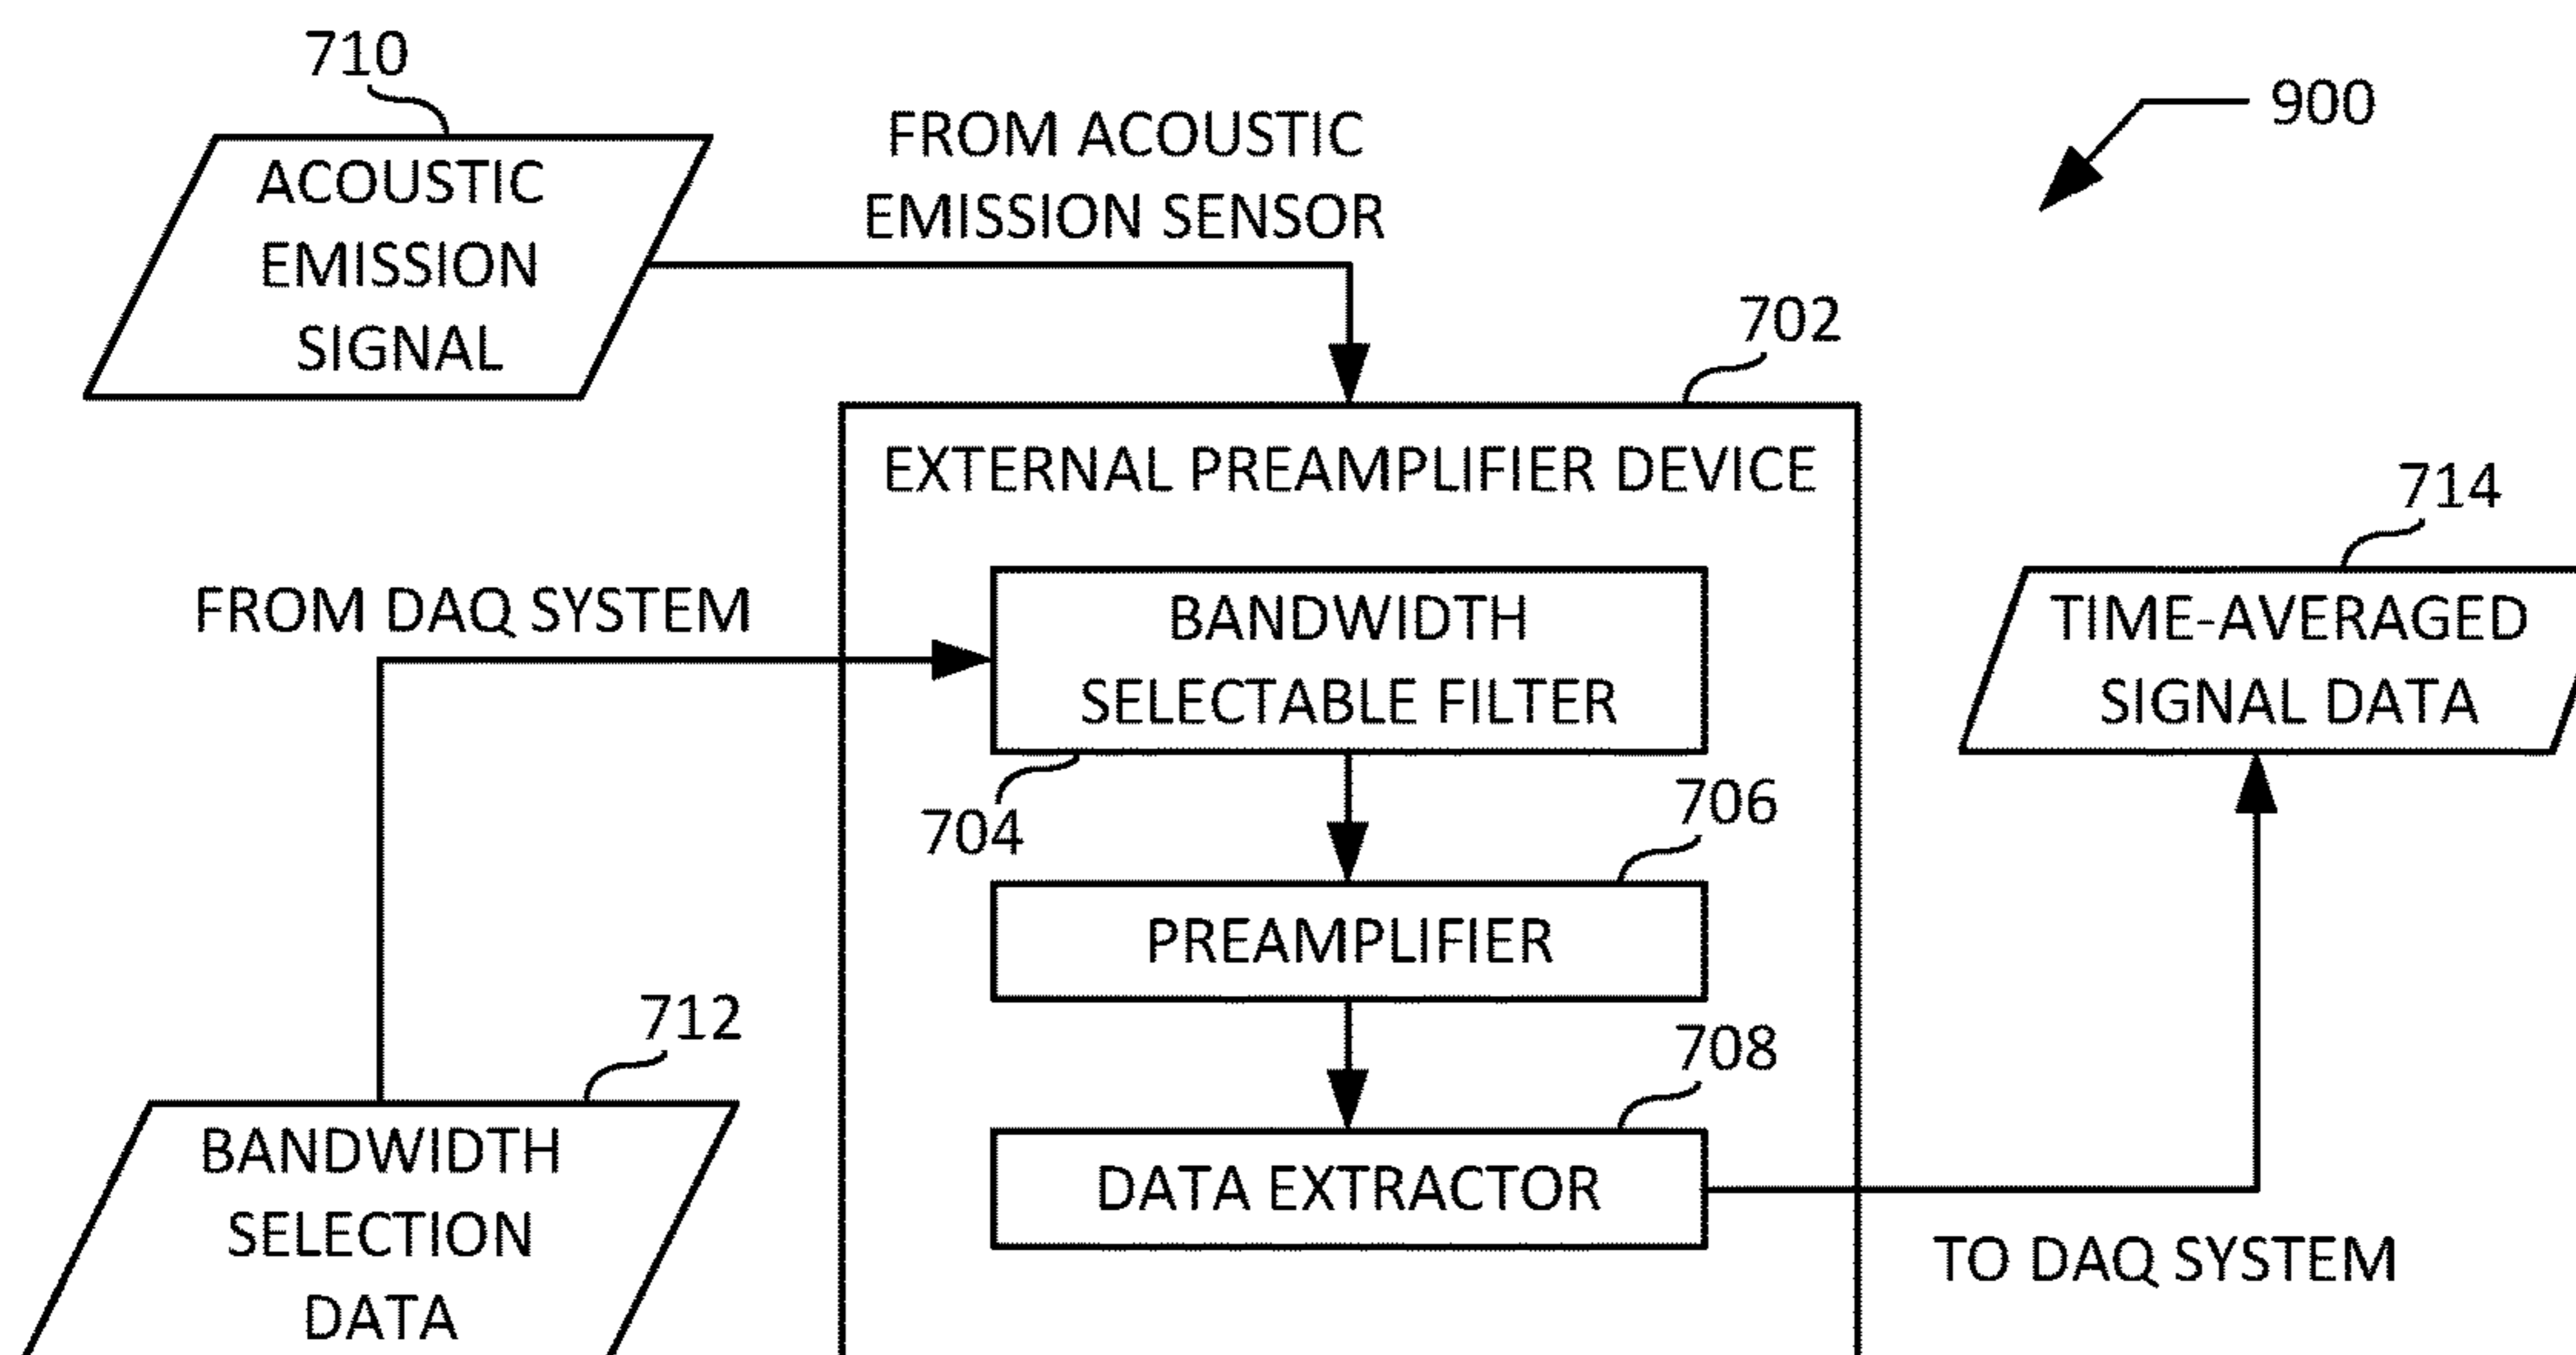 710
ACOUSTIC
EMISSION
SIGNAL
FROM ACOUSTIC
EMISSION SENSOR
900
702
EXTERNAL PREAMPLIFIER DEVICE
714
TIME-AVERAGED
SIGNAL DATA
FROM DAQ SYSTEM
BANDWIDTH
SELECTABLE FILTER
704
706
PREAMPLIFIER
712
BANDWIDTH
SELECTION
DATA
708
DATA EXTRACTOR
TO DAQ SYSTEM